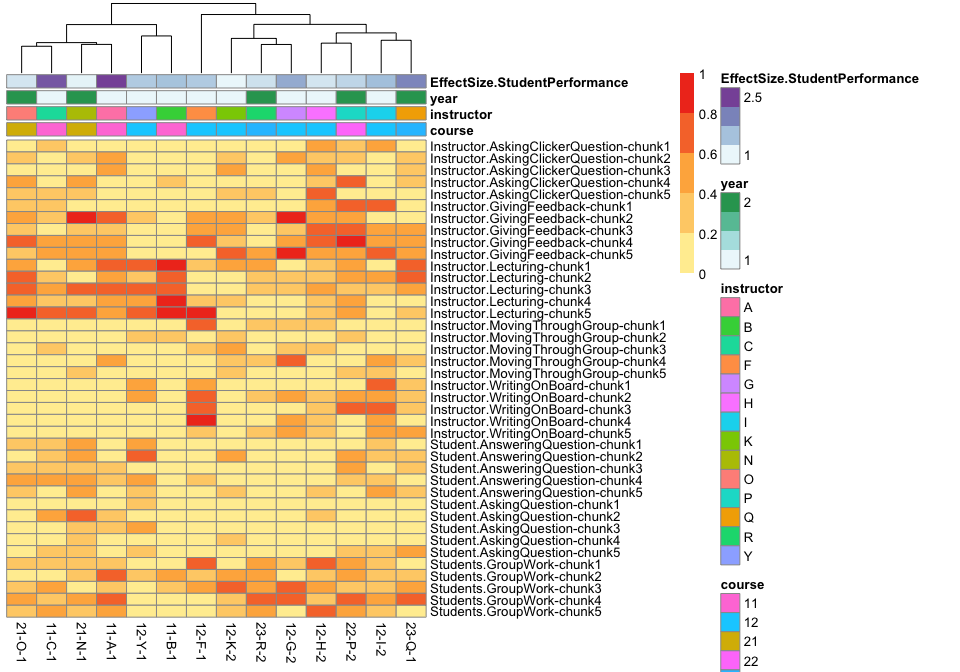 EffectSize.StudentPerformance
year
instructor
course
Instructor.AskingClickerQuestion-chunk1
Instructor.AskingClickerQuestion-chunk2
Instructor.AskingClickerQuestion-chunk3
Instructor.AskingClickerQuestion-chunk4
Instructor.AskingClickerQuestion-chunk5
Instructor.GivingFeedback-chunk1
Instructor.GivingFeedback-chunk2
Instructor.GivingFeedback-chunk3
Instructor.GivingFeedback-chunk4
Instructor.GivingFeedback-chunk5
Instructor.Lecturing-chunk1
Instructor.Lecturing-chunk2
Instructor.Lecturing-chunk3
Instructor.Lecturing-chunk4
Instructor.Lecturing-chunk5
Instructor.MovingThroughGroup-chunk1
Instructor.MovingThroughGroup-chunk2
Instructor.MovingThroughGroup-chunk3
Instructor.MovingThroughGroup-chunk4
Instructor.MovingThroughGroup-chunk5
Instructor.WritingOnBoard-chunk1
Instructor.WritingOnBoard-chunk2
Instructor.WritingOnBoard-chunk3
Instructor.WritingOnBoard-chunk4
Instructor.WritingOnBoard-chunk5
Student.AnsweringQuestion-chunk1
Student.AnsweringQuestion-chunk2
Student.AnsweringQuestion-chunk3
Student.AnsweringQuestion-chunk4
Student.AnsweringQuestion-chunk5
Student.AskingQuestion-chunk1
Student.AskingQuestion-chunk2
Student.AskingQuestion-chunk3
Student.AskingQuestion-chunk4
Student.AskingQuestion-chunk5
Students.GroupWork-chunk1
Students.GroupWork-chunk2
Students.GroupWork-chunk3
Students.GroupWork-chunk4
Students.GroupWork-chunk5
21-O-1
11-C-1
21-N-1
11-A-1
12-Y-1
11-B-1
12-F-1
12-K-2
23-R-2
12-G-2
12-H-2
22-P-2
12-I-2
23-Q-1
1
0.8
0.6
0.4
0.2
0
EffectSize.StudentPerformance
2.5
1
year
2
1
instructor
A
B
C
F
G
H
I
K
N
O
P
Q
R
Y
course
11
12
21
22